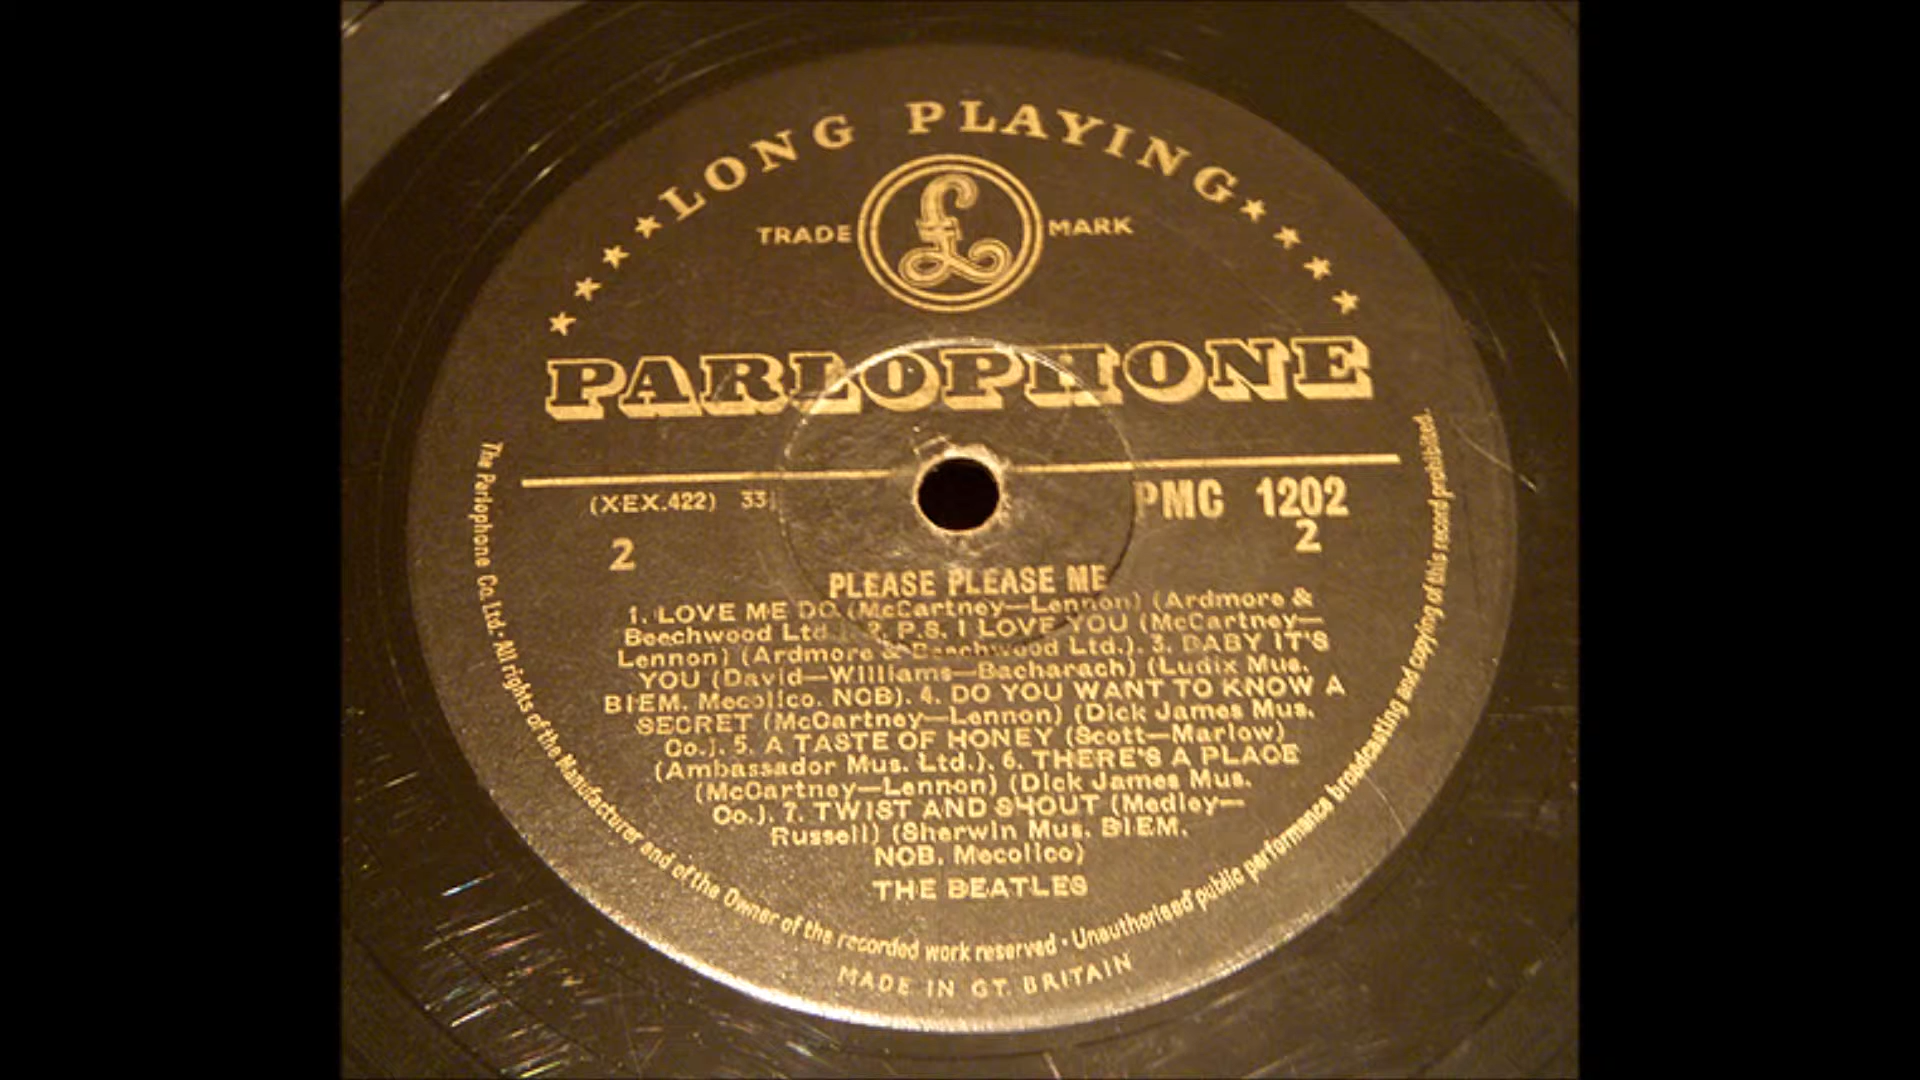 LONG PLAYING
TRADE £ MARK
PARLOPHONE
(XEX.422) 33
PMC 1202
2
2
PLEASE PLEASE ME
1. LOVE ME DO (McCartney—Lennon) (Ardmore &
Beechwood Ltd.). 2. P.S. I LOVE YOU (McCartney—
Lennon) (Ardmore & Beechwood Ltd.). 3. BABY IT'S
YOU (David—Williams—Bacharach) (Ludix Mus.
BIEM. Mecolico. NCB). 4. DO YOU WANT TO KNOW A
SECRET (McCartney—Lennon) (Dick James Mus.
Co.). 5. A TASTE OF HONEY (Scott—Marlow)
(Ambassador Mus. Ltd.). 6. THERE'S A PLACE
(McCartney—Lennon) (Dick James Mus.
Co.). 7. TWIST AND SHOUT (Medley—
Russell) (Sherwin Mus. BIEM.
NCB. Mecolico)
THE BEATLES
The Parlophone Co. Ltd. · All rights of the Manufacturer and of the Owner of the recorded work reserved · Unauthorised public performance broadcasting and copying of this record prohibited.
MADE IN GT. BRITAIN